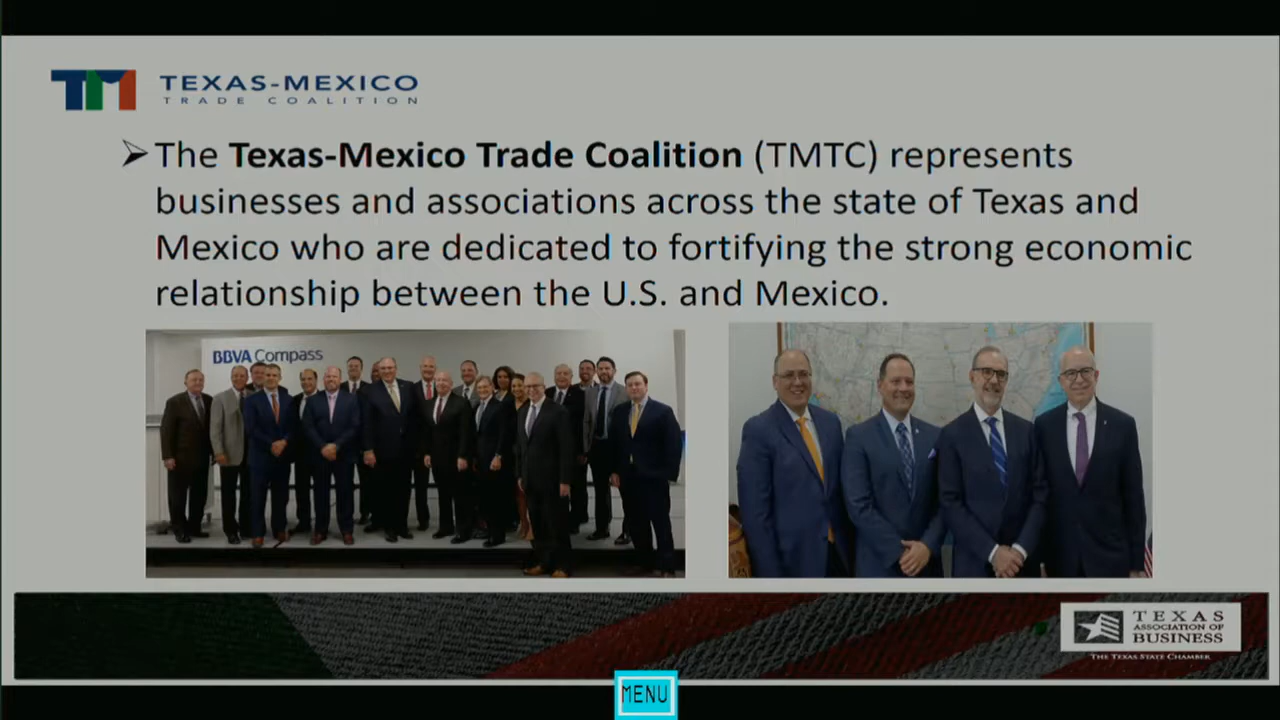 TEXAS-MEXICO
TRADE COALITION
➢ The Texas-Mexico Trade Coalition (TMTC) represents
businesses and associations across the state of Texas and
Mexico who are dedicated to fortifying the strong economic
relationship between the U.S. and Mexico.
BBVA Compass
TEXAS
ASSOCIATION OF
BUSINESS
THE TEXAS STATE CHAMBER
MENU